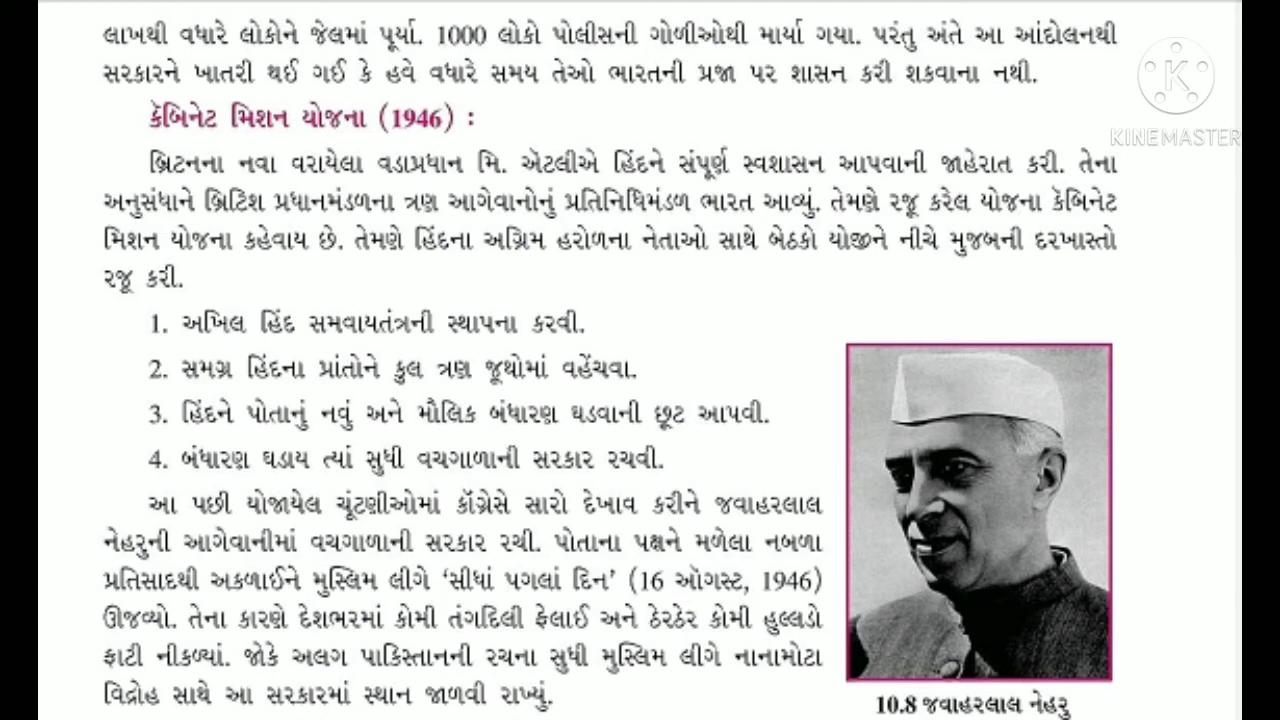 લાખથી વધારે લોકોને જેલમાં પૂર્યા. 1000 લોકો પોલીસની ગોળીઓથી માર્યા ગયા. પરંતુ અંતે આ આંદોલનથી
સરકારને ખાતરી થઈ ગઈ કે હવે વધારે સમય તેઓ ભારતની પ્રજા પર શાસન કરી શકવાના નથી.
KINEMASTER
કૅબિનેટ મિશન યોજના (1946) :
બ્રિટનના નવા વરાયેલા વડાપ્રધાન મિ. ઍટલીએ હિંદને સંપૂર્ણ સ્વશાસન આપવાની જાહેરાત કરી. તેના
અનુસંધાને બ્રિટિશ પ્રધાનમંડળના ત્રણ આગેવાનોનું પ્રતિનિધિમંડળ ભારત આવ્યું. તેમણે રજૂ કરેલ યોજના કૅબિનેટ
મિશન યોજના કહેવાય છે. તેમણે હિંદના અગ્રિમ હરોળના નેતાઓ સાથે બેઠકો યોજીને નીચે મુજબની દરખાસ્તો
રજૂ કરી.
1. અખિલ હિંદ સમવાયતંત્રની સ્થાપના કરવી.
2. સમગ્ર હિંદના પ્રાંતોને કુલ ત્રણ જૂથોમાં વહેંચવા.
3. હિંદને પોતાનું નવું અને મૌલિક બંધારણ ઘડવાની છૂટ આપવી.
4. બંધારણ ઘડાય ત્યાં સુધી વચગાળાની સરકાર રચવી.
આ પછી યોજાયેલ ચૂંટણીઓમાં કૉંગ્રેસે સારો દેખાવ કરીને જવાહરલાલ
નેહરુની આગેવાનીમાં વચગાળાની સરકાર રચી. પોતાના પક્ષને મળેલા નબળા
પ્રતિસાદથી અકળાઈને મુસ્લિમ લીગે ‘સીધાં પગલાં દિન’ (16 ઑગસ્ટ, 1946)
ઊજવ્યો. તેના કારણે દેશભરમાં કોમી તંગદિલી ફેલાઈ અને ઠેરઠેર કોમી હુલ્લડો
ફાટી નીકળ્યાં. જોકે અલગ પાકિસ્તાનની રચના સુધી મુસ્લિમ લીગે નાનામોટા
વિદ્રોહ સાથે આ સરકારમાં સ્થાન જાળવી રાખ્યું.
10.8 જવાહરલાલ નેહરુ